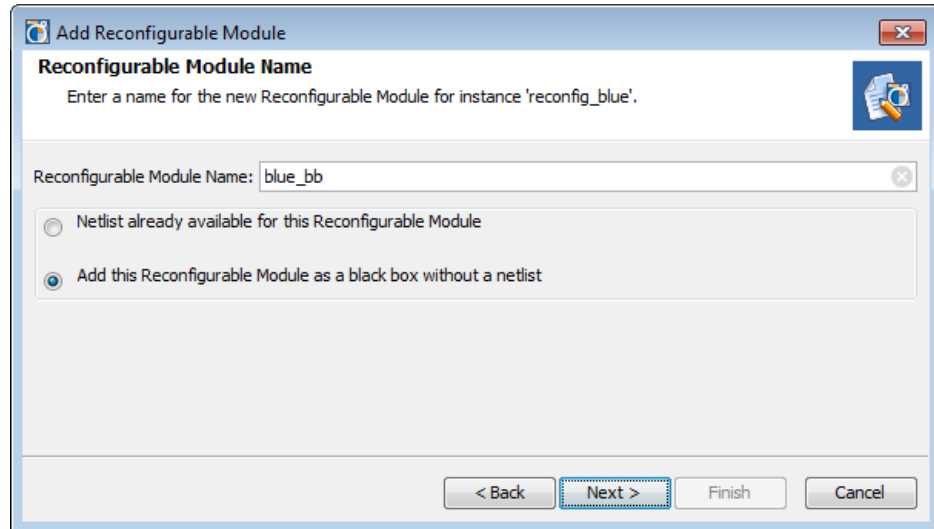 Add Reconfigurable Module
Reconfigurable Module Name
Enter a name for the new Reconfigurable Module for instance 'reconfig_blue'.
Reconfigurable Module Name: blue_bb
Netlist already available for this Reconfigurable Module
Add this Reconfigurable Module as a black box without a netlist
< Back Next > Finish Cancel